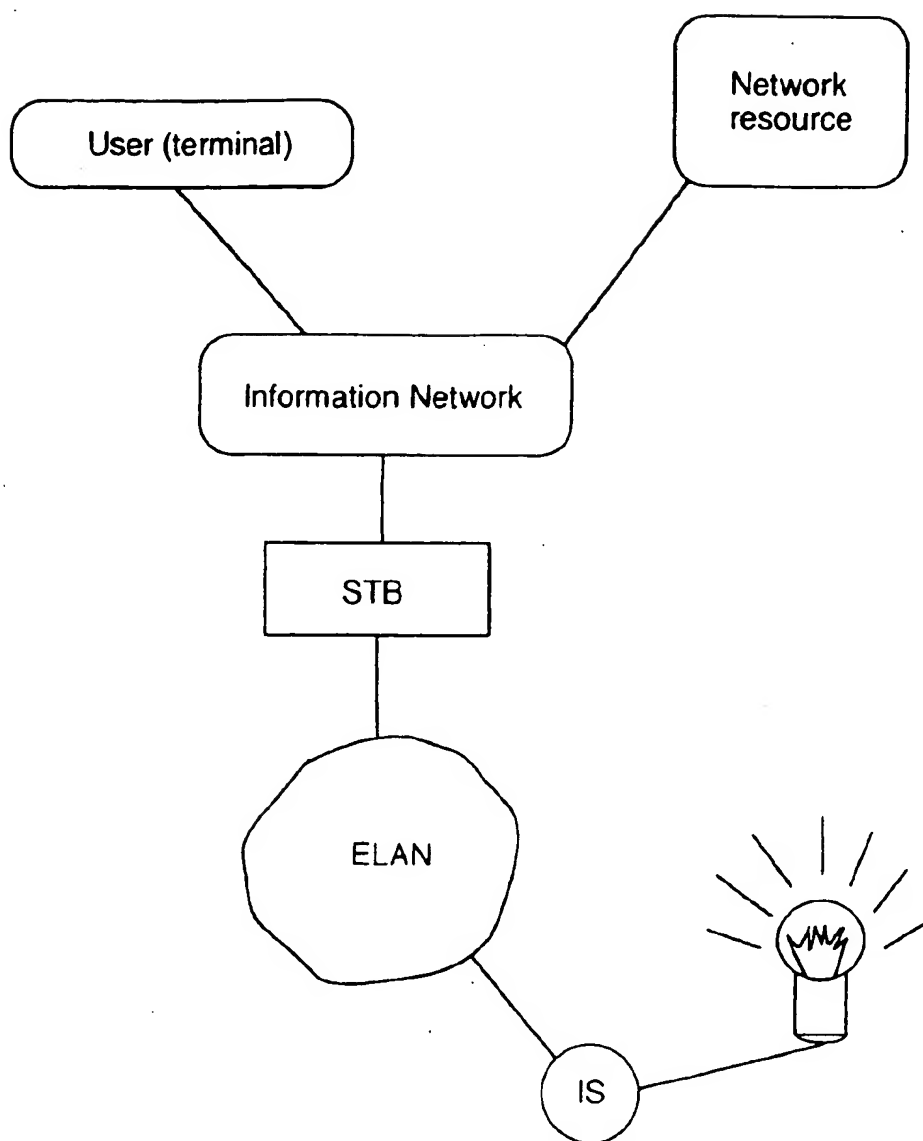 User (terminal)
Network
resource
Information Network
STB
ELAN
IS